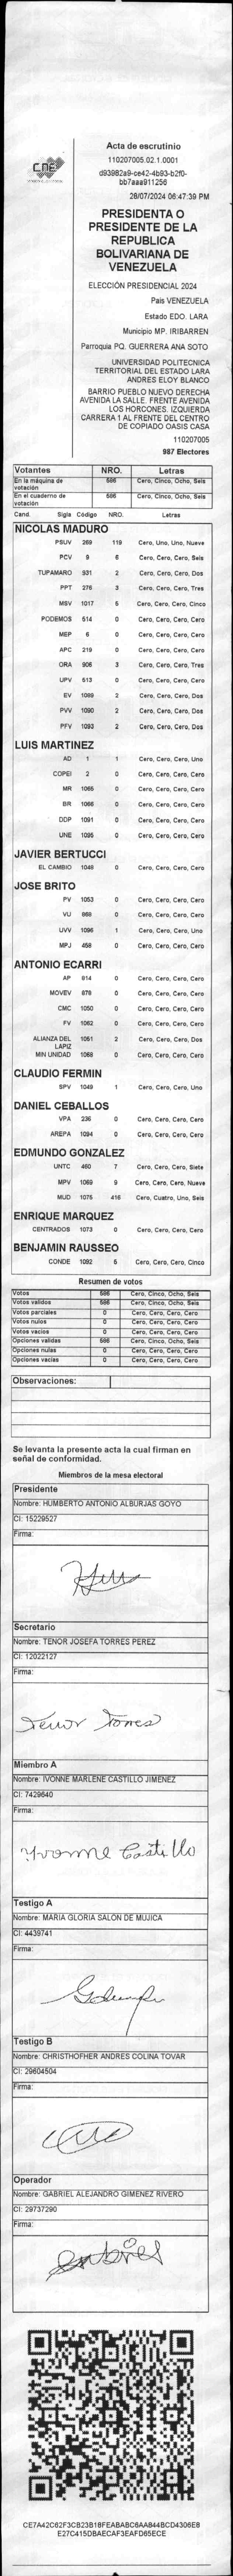 CNE
Acta de escrutinio
110207005.02.1.0001
d93982a9-ce42-4b93-b2f0-
bb7aaa911256
28/07/2024 06:47:39 PM
PRESIDENTA O
PRESIDENTE DE LA
REPUBLICA
BOLIVARIANA DE
VENEZUELA
ELECCIÓN PRESIDENCIAL 2024
Pais VENEZUELA
Estado EDO. LARA
Municipio MP. IRIBARREN
Parroquia PQ. GUERRERA ANA SOTO
UNIVERSIDAD POLITECNICA
TERRITORIAL DEL ESTADO LARA
ANDRES ELOY BLANCO
BARRIO PUEBLO NUEVO DERECHA
AVENIDA LA SALLE. FRENTE AVENIDA
LOS HORCONES. IZQUIERDA
CARRERA 1 AL FRENTE DEL CENTRO
DE COPIADO OASIS CASA
110207005
987 Electores
Votantes NRO. Letras
En la máquina de votación 586 Cero, Cinco, Ocho, Seis
En el cuaderno de votación 586 Cero, Cinco, Ocho, Seis
Cand. Sigla Código NRO. Letras
NICOLAS MADURO
PSUV 269 119 Cero, Uno, Uno, Nueve
PCV 9 6 Cero, Cero, Cero, Seis
TUPAMARO 931 2 Cero, Cero, Cero, Dos
PPT 276 3 Cero, Cero, Cero, Tres
MSV 1017 5 Cero, Cero, Cero, Cinco
PODEMOS 514 0 Cero, Cero, Cero, Cero
MEP 6 0 Cero, Cero, Cero, Cero
APC 219 0 Cero, Cero, Cero, Cero
ORA 906 3 Cero, Cero, Cero, Tres
UPV 513 0 Cero, Cero, Cero, Cero
EV 1089 2 Cero, Cero, Cero, Dos
PVV 1090 2 Cero, Cero, Cero, Dos
PFV 1093 2 Cero, Cero, Cero, Dos
LUIS MARTINEZ
AD 1 1 Cero, Cero, Cero, Uno
COPEI 2 0 Cero, Cero, Cero, Cero
MR 1065 0 Cero, Cero, Cero, Cero
BR 1066 0 Cero, Cero, Cero, Cero
DDP 1091 0 Cero, Cero, Cero, Cero
UNE 1095 0 Cero, Cero, Cero, Cero
JAVIER BERTUCCI
EL CAMBIO 1048 0 Cero, Cero, Cero, Cero
JOSE BRITO
PV 1053 0 Cero, Cero, Cero, Cero
VU 868 0 Cero, Cero, Cero, Cero
UVV 1096 1 Cero, Cero, Cero, Uno
MPJ 458 0 Cero, Cero, Cero, Cero
ANTONIO ECARRI
AP 814 0 Cero, Cero, Cero, Cero
MOVEV 876 0 Cero, Cero, Cero, Cero
CMC 1050 0 Cero, Cero, Cero, Cero
FV 1062 0 Cero, Cero, Cero, Cero
ALIANZA DEL LAPIZ 1051 2 Cero, Cero, Cero, Dos
MIN UNIDAD 1068 0 Cero, Cero, Cero, Cero
CLAUDIO FERMIN
SPV 1049 1 Cero, Cero, Cero, Uno
DANIEL CEBALLOS
VPA 236 0 Cero, Cero, Cero, Cero
AREPA 1094 0 Cero, Cero, Cero, Cero
EDMUNDO GONZALEZ
UNTC 460 7 Cero, Cero, Cero, Siete
MPV 1069 9 Cero, Cero, Cero, Nueve
MUD 1075 416 Cero, Cuatro, Uno, Seis
ENRIQUE MARQUEZ
CENTRADOS 1073 0 Cero, Cero, Cero, Cero
BENJAMIN RAUSSEO
CONDE 1092 5 Cero, Cero, Cero, Cinco
Resumen de votos
Votos 586 Cero, Cinco, Ocho, Seis
Votos validos 586 Cero, Cinco, Ocho, Seis
Votos parciales 0 Cero, Cero, Cero, Cero
Votos nulos 0 Cero, Cero, Cero, Cero
Votos vacios 0 Cero, Cero, Cero, Cero
Opciones validas 586 Cero, Cinco, Ocho, Seis
Opciones nulas 0 Cero, Cero, Cero, Cero
Opciones vacias 0 Cero, Cero, Cero, Cero
Observaciones:
Se levanta la presente acta la cual firman en
señal de conformidad.
Miembros de la mesa electoral
Presidente
Nombre: HUMBERTO ANTONIO ALBURJAS GOYO
CI: 15229527
Firma:
Secretario
Nombre: TENOR JOSEFA TORRES PEREZ
CI: 12022127
Firma:
Tenor Torres
Miembro A
Nombre: IVONNE MARLENE CASTILLO JIMENEZ
CI: 7429640
Firma:
Yvonne Castillo
Testigo A
Nombre: MARIA GLORIA SALON DE MUJICA
CI: 4439741
Firma:
Testigo B
Nombre: CHRISTHOFHER ANDRES COLINA TOVAR
CI: 29604504
Firma:
Operador
Nombre: GABRIEL ALEJANDRO GIMENEZ RIVERO
CI: 29737290
Firma:
Gabriel
CE7A42C62F3CB23B18FEABABC6AA844BCD4306E8
E27C415DBAECAF3EAFD65ECE